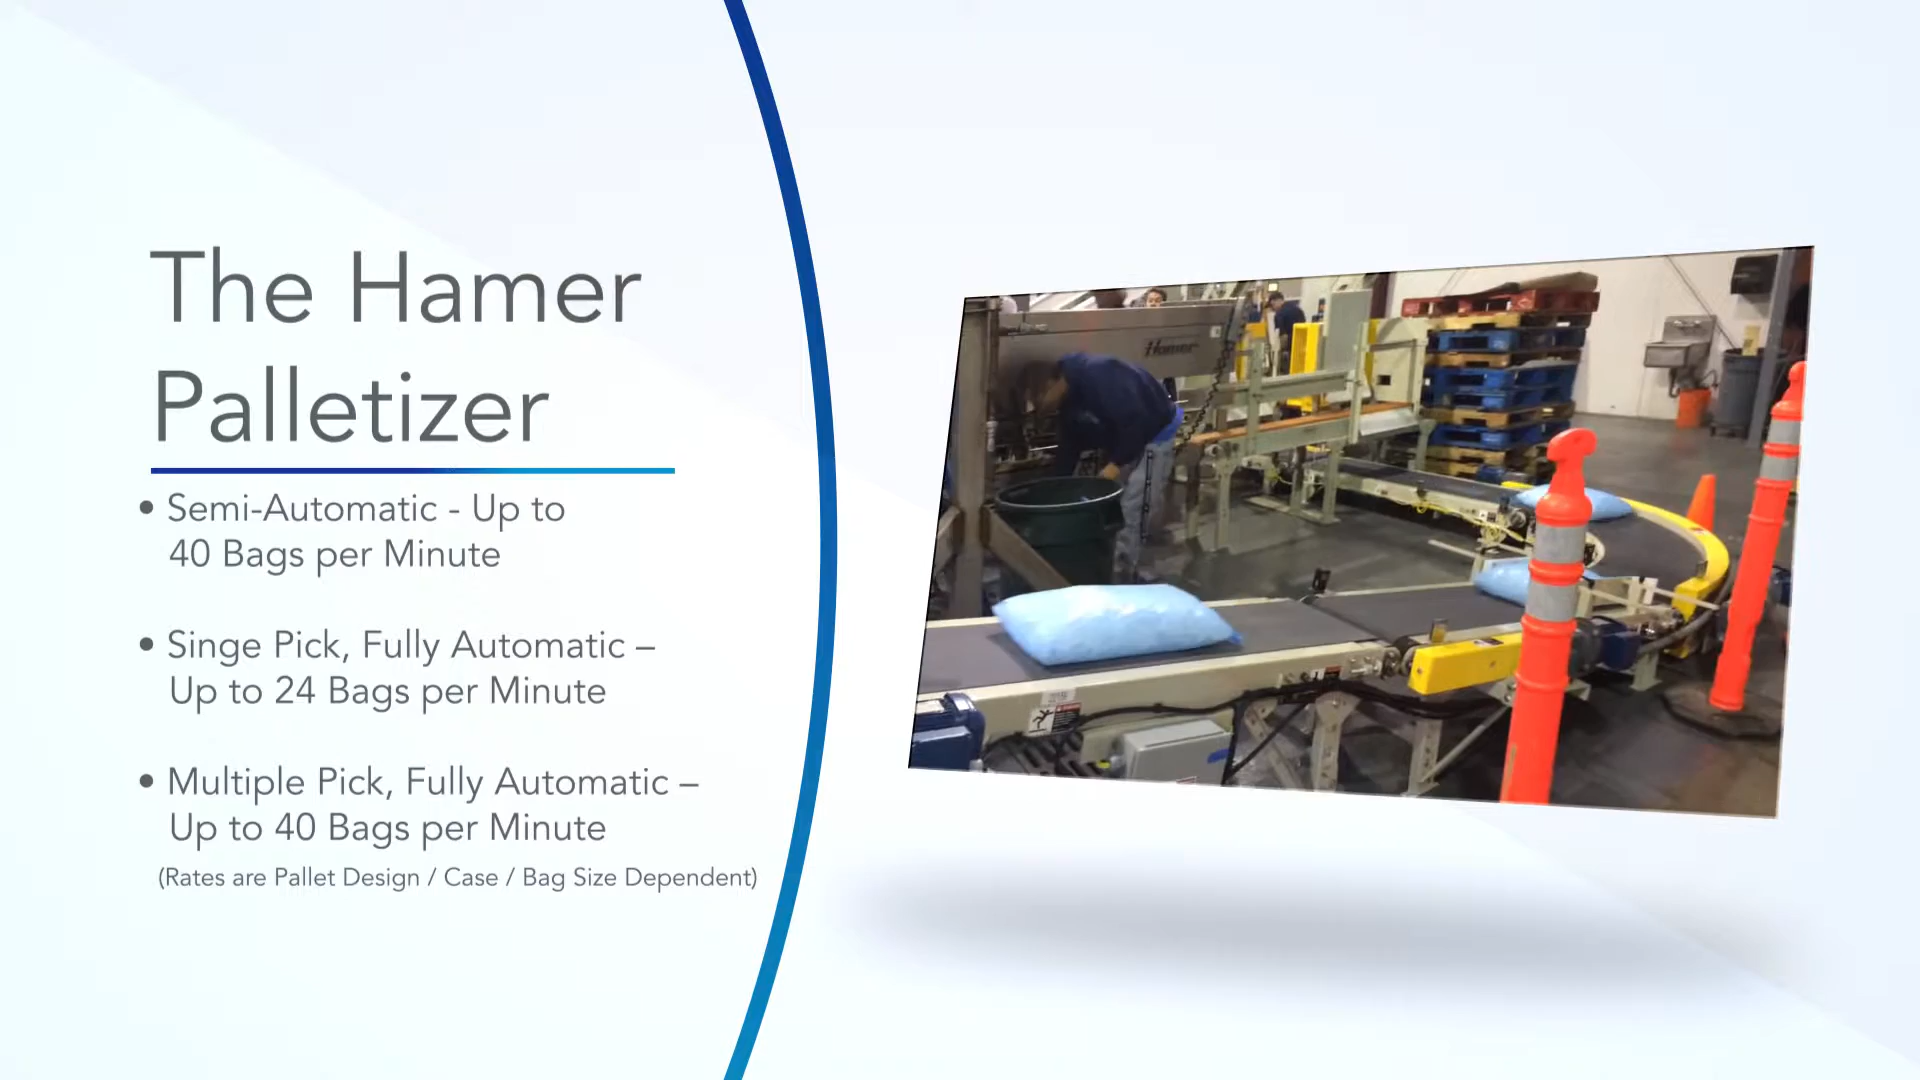 The Hamer
Palletizer
• Semi-Automatic - Up to
40 Bags per Minute
• Singe Pick, Fully Automatic –
Up to 24 Bags per Minute
• Multiple Pick, Fully Automatic –
Up to 40 Bags per Minute
(Rates are Pallet Design / Case / Bag Size Dependent)
Hamer